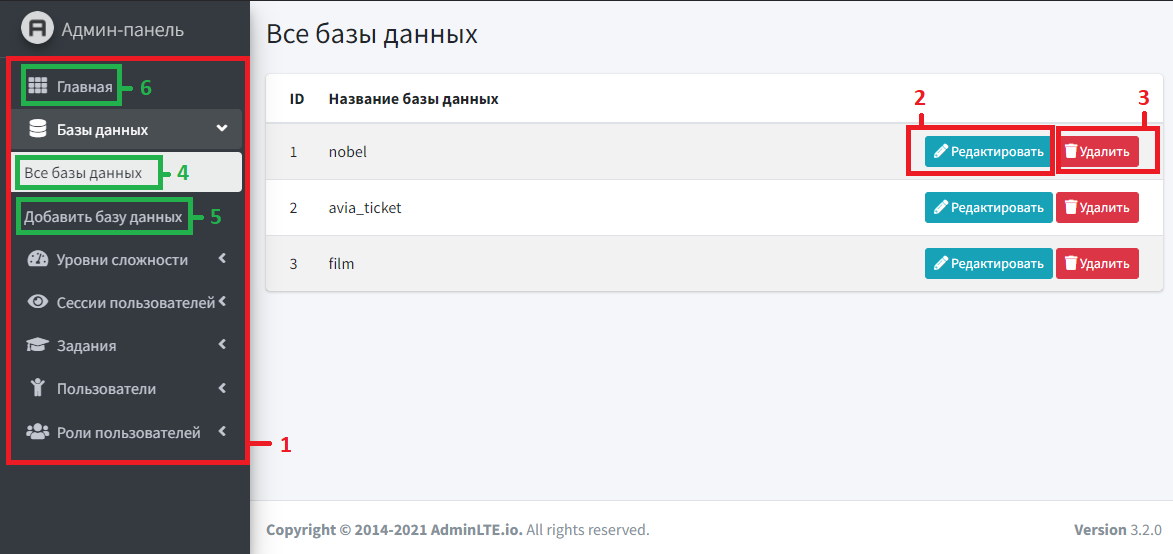 Админ-панель
Главная
6
Базы данных
Все базы данных
4
Добавить базу данных
5
Уровни сложности
Сессии пользователей
Задания
Пользователи
Роли пользователей
1
Все базы данных
2
3
ID Название базы данных
1 nobel Редактировать Удалить
2 avia_ticket Редактировать Удалить
3 film Редактировать Удалить
Copyright © 2014-2021 AdminLTE.io. All rights reserved. Version 3.2.0